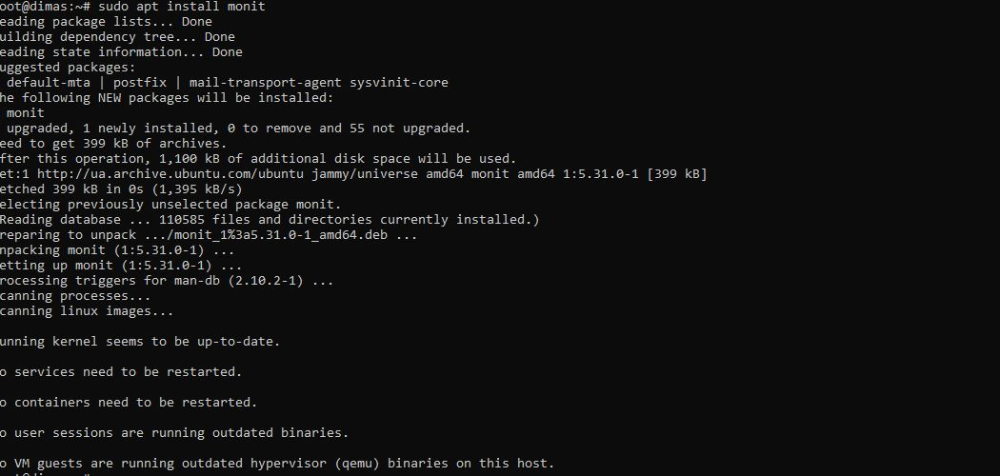 oot@dimas:~# sudo apt install monit
eading package lists... Done
uilding dependency tree... Done
eading state information... Done
uggested packages:
default-mta | postfix | mail-transport-agent sysvinit-core
he following NEW packages will be installed:
monit
upgraded, 1 newly installed, 0 to remove and 55 not upgraded.
eed to get 399 kB of archives.
fter this operation, 1,100 kB of additional disk space will be used.
et:1 http://ua.archive.ubuntu.com/ubuntu jammy/universe amd64 monit amd64 1:5.31.0-1 [399 kB]
etched 399 kB in 0s (1,395 kB/s)
electing previously unselected package monit.
Reading database ... 110585 files and directories currently installed.)
reparing to unpack .../monit_1%3a5.31.0-1_amd64.deb ...
npacking monit (1:5.31.0-1) ...
etting up monit (1:5.31.0-1) ...
rocessing triggers for man-db (2.10.2-1) ...
canning processes...
canning linux images...
unning kernel seems to be up-to-date.
o services need to be restarted.
o containers need to be restarted.
o user sessions are running outdated binaries.
o VM guests are running outdated hypervisor (qemu) binaries on this host.